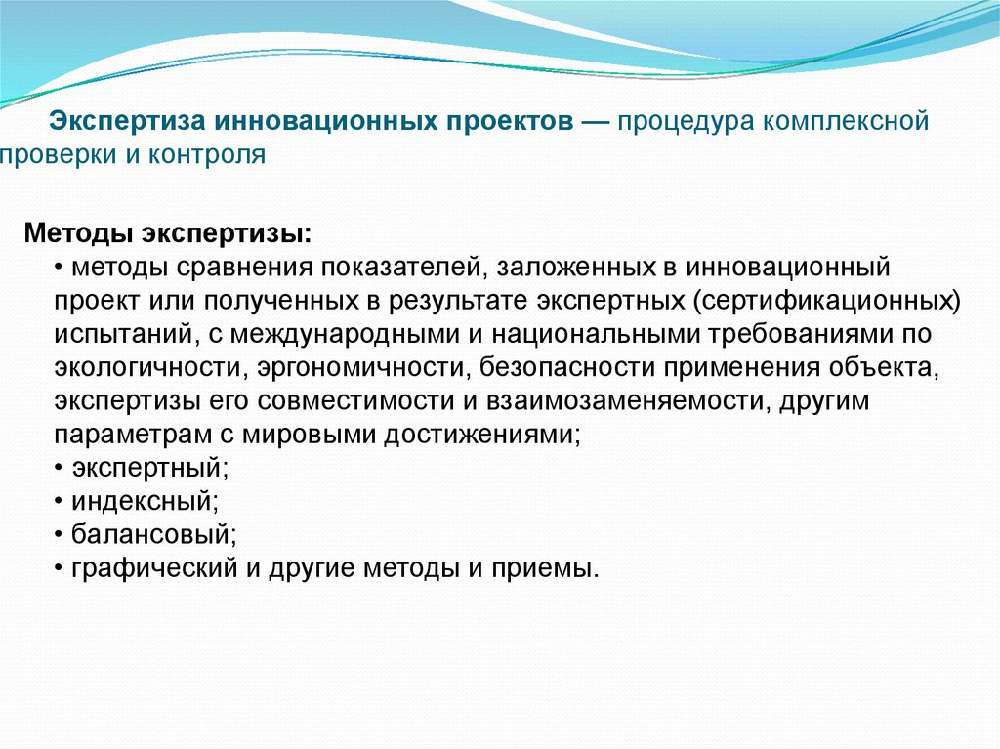 Экспертиза инновационных проектов — процедура комплексной
проверки и контроля
Методы экспертизы:
• методы сравнения показателей, заложенных в инновационный
проект или полученных в результате экспертных (сертификационных)
испытаний, с международными и национальными требованиями по
экологичности, эргономичности, безопасности применения объекта,
экспертизы его совместимости и взаимозаменяемости, другим
параметрам с мировыми достижениями;
• экспертный;
• индексный;
• балансовый;
• графический и другие методы и приемы.